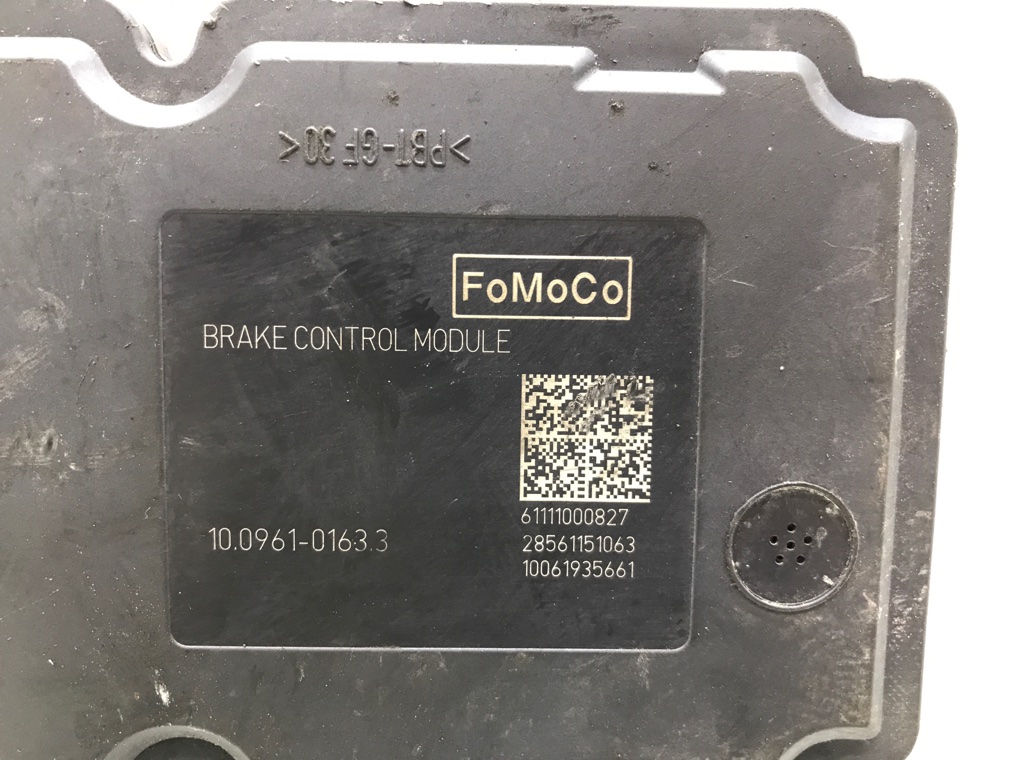 >PBT-GF 30<
FoMoCo
BRAKE CONTROL MODULE
61111000827
10.0961-0163.3
28561151063
10061935661